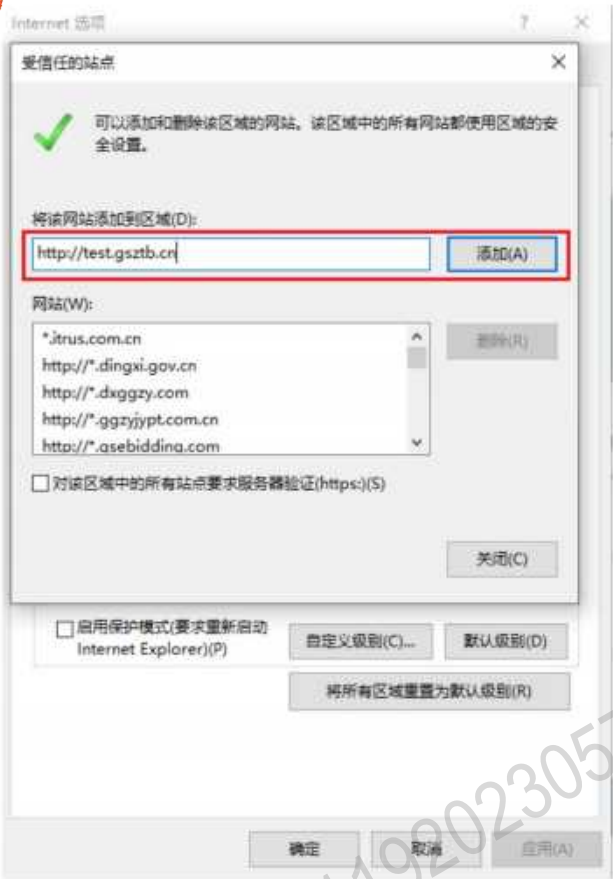 Internet 选项
? ×
受信任的站点
×
可以添加和删除该区域的网站。该区域中的所有网站都使用区域的安
全设置。
将该网站添加到区域(D):
http://test.gsztb.cn
添加(A)
网站(W):
*.itrus.com.cn
删除(R)
http://*.dingxi.gov.cn
http://*.dxggzy.com
http://*.ggzyjypt.com.cn
http://*.gsebidding.com
对该区域中的所有站点要求服务器验证(https:)(S)
关闭(C)
启用保护模式(要求重新启动
Internet Explorer)(P)
自定义级别(C)...
默认级别(D)
将所有区域重置为默认级别(R)
确定
取消
应用(A)